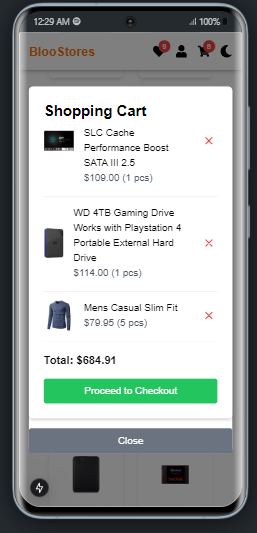 12:29 AM
100%
BlooStores
8
8
Shopping Cart
SLC Cache
Performance Boost
SATA III 2.5
$109.00 (1 pcs)
WD 4TB Gaming Drive
Works with Playstation 4
Portable External Hard
Drive
$114.00 (1 pcs)
Mens Casual Slim Fit
$79.95 (5 pcs)
Total: $684.91
Proceed to Checkout
Close